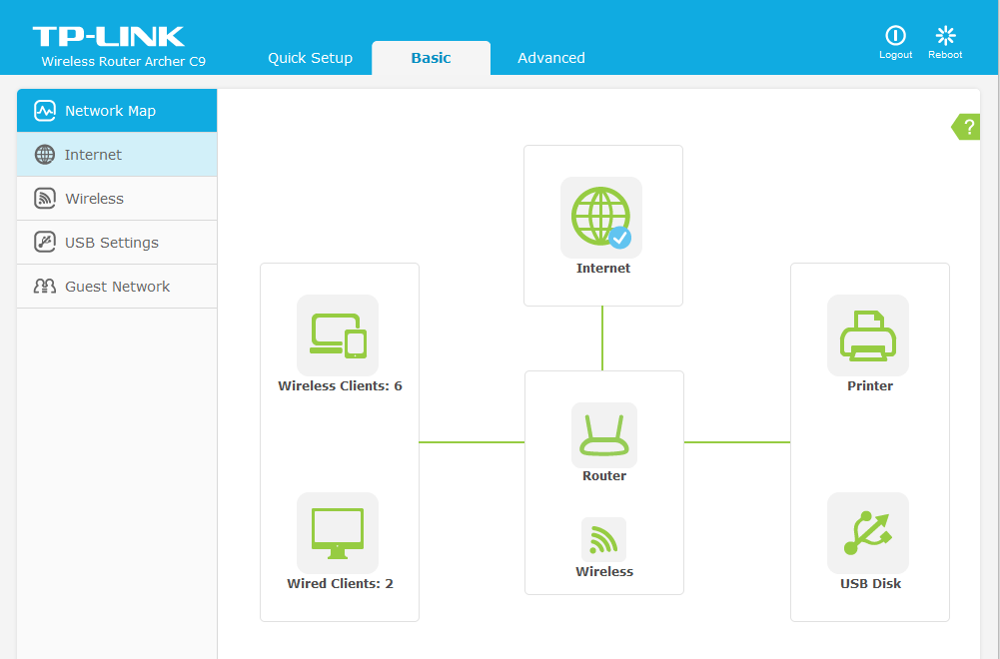 TP-LINK
Wireless Router Archer C9
Quick Setup
Basic
Advanced
Logout
Reboot
Network Map
Internet
Wireless
USB Settings
Guest Network
?
Internet
Wireless Clients: 6
Printer
Router
Wireless
Wired Clients: 2
USB Disk